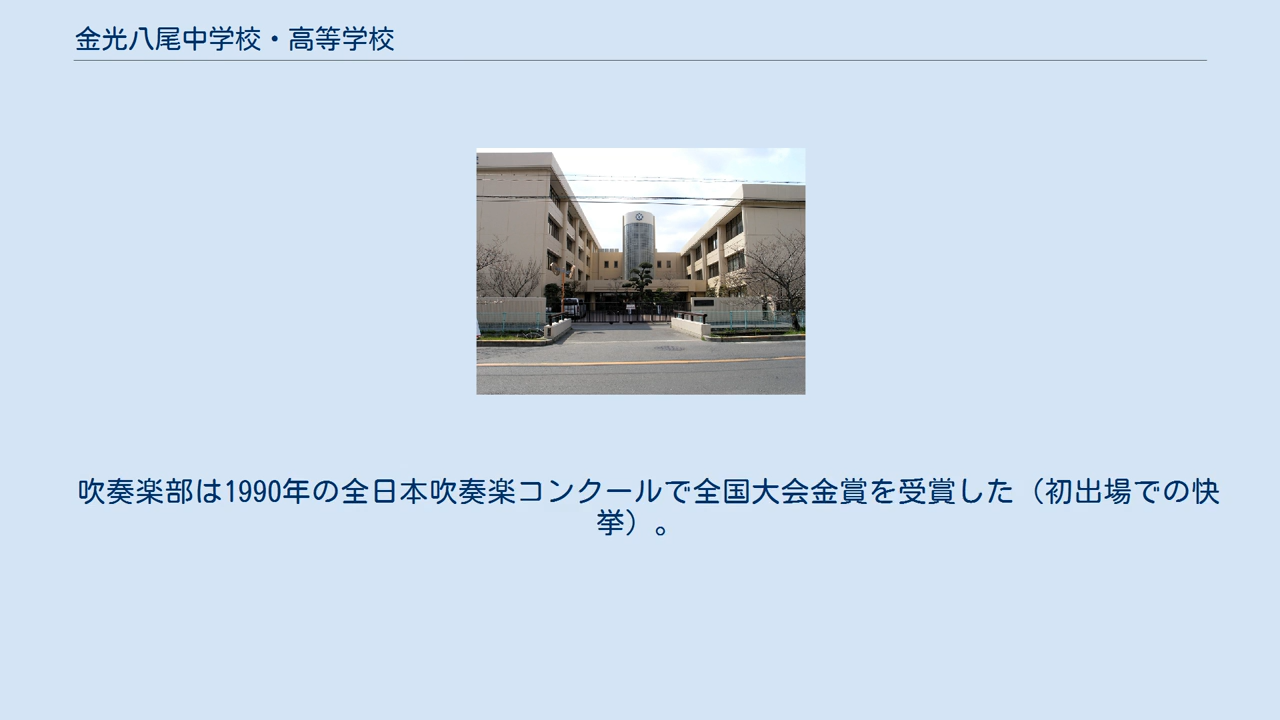 金光八尾中学校・高等学校
吹奏楽部は1990年の全日本吹奏楽コンクールで全国大会金賞を受賞した（初出場での快
挙）。